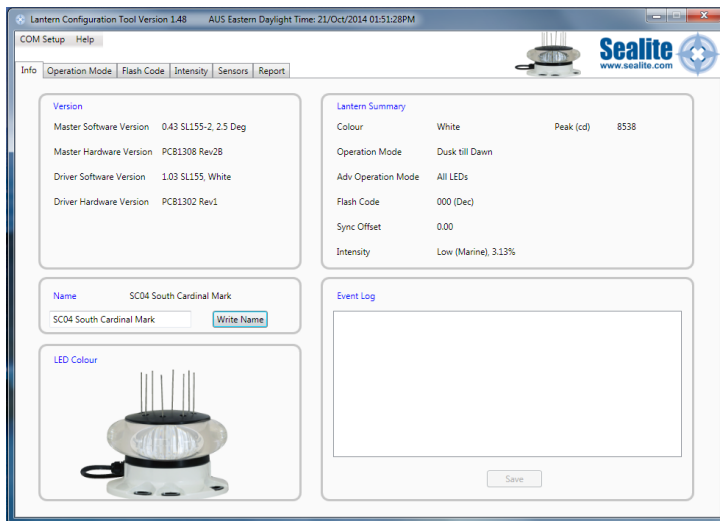 Lantern Configuration Tool Version 1.48 AUS Eastern Daylight Time: 21/Oct/2014 01:51:28PM
COM Setup Help
Sealite
www.sealite.com
Info Operation Mode Flash Code Intensity Sensors Report
Version
Master Software Version 0.43 SL155-2, 2.5 Deg
Master Hardware Version PCB1308 Rev2B
Driver Software Version 1.03 SL155, White
Driver Hardware Version PCB1302 Rev1
Lantern Summary
Colour White Peak (cd) 8538
Operation Mode Dusk till Dawn
Adv Operation Mode All LEDs
Flash Code 000 (Dec)
Sync Offset 0.00
Intensity Low (Marine), 3.13%
Name SC04 South Cardinal Mark
SC04 South Cardinal Mark Write Name
LED Colour
Event Log
Save